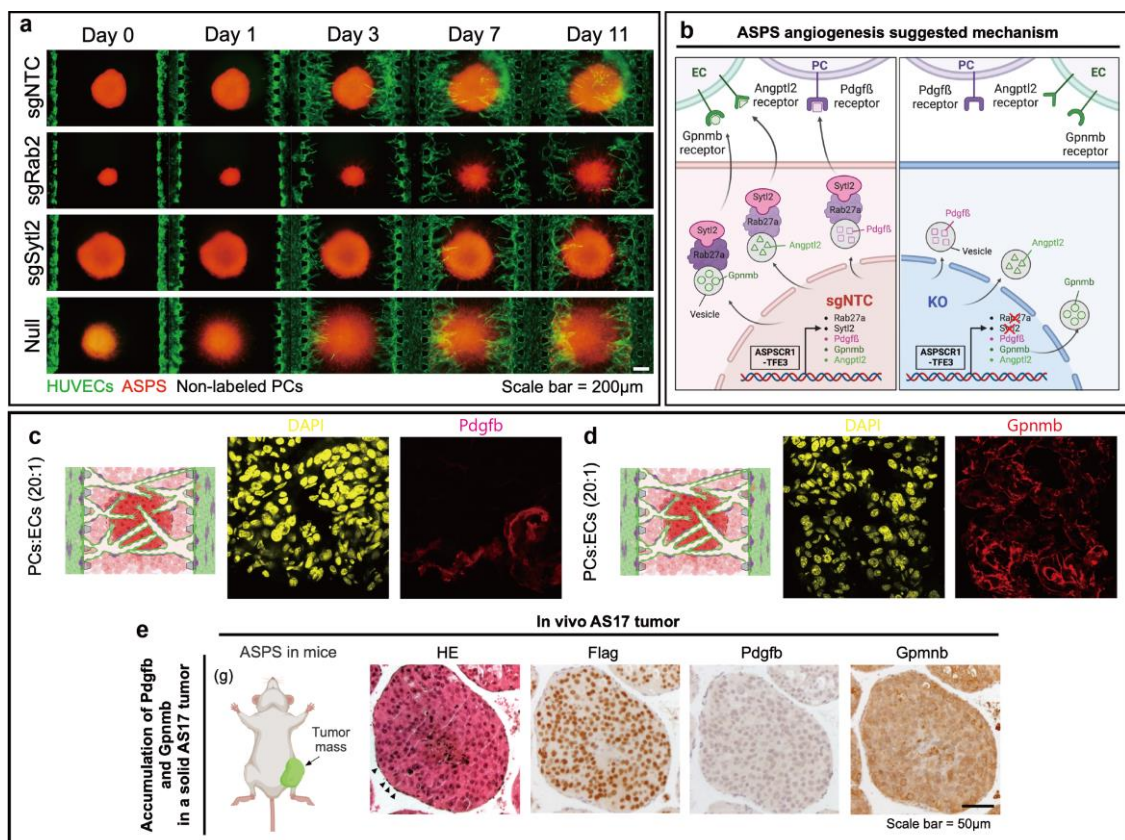 a
Day 0 Day 1 Day 3 Day 7 Day 11
sgNTC
sgRab2
sgSytl2
Null
HUVECs ASPS Non-labeled PCs Scale bar = 200µm
b
ASPS angiogenesis suggested mechanism
EC PC PC EC
Angptl2 receptor
Pdgfß receptor
Gpnmb receptor
Pdgfß receptor
Angptl2 receptor
Gpnmb receptor
Sytl2
Rab27a
Gpnmb
Vesicle
Sytl2
Rab27a
Angptl2
Sytl2
Rab27a
Pdgfß
sgNTC
Rab27a
Sytl2
Pdgfß
Gpnmb
Angptl2
ASPSCR1
-TFE3
Pdgfß
Vesicle
Angptl2
Gpnmb
KO
Rab27a
Sytl2
Pdgfß
Gpnmb
Angptl2
ASPSCR1
-TFE3
c
PCs:ECs (20:1)
DAPI Pdgfb
d
PCs:ECs (20:1)
DAPI Gpnmb
e
In vivo AS17 tumor
Accumulation of Pdgfb
and Gpnmb
in a solid AS17 tumor
ASPS in mice HE Flag Pdgfb Gpmnb
(g)
Tumor
mass
Scale bar = 50µm